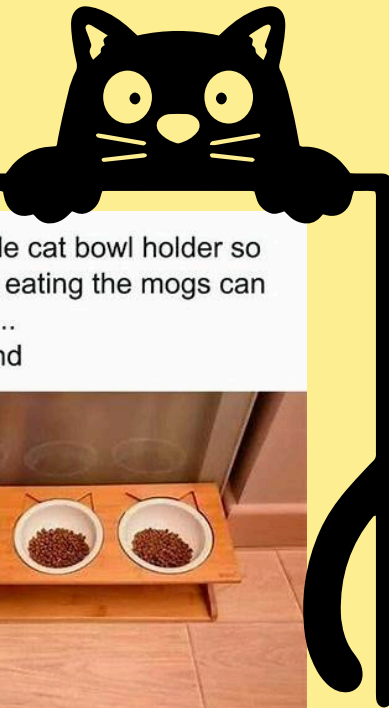 le cat bowl holder so
eating the mogs can
..
nd